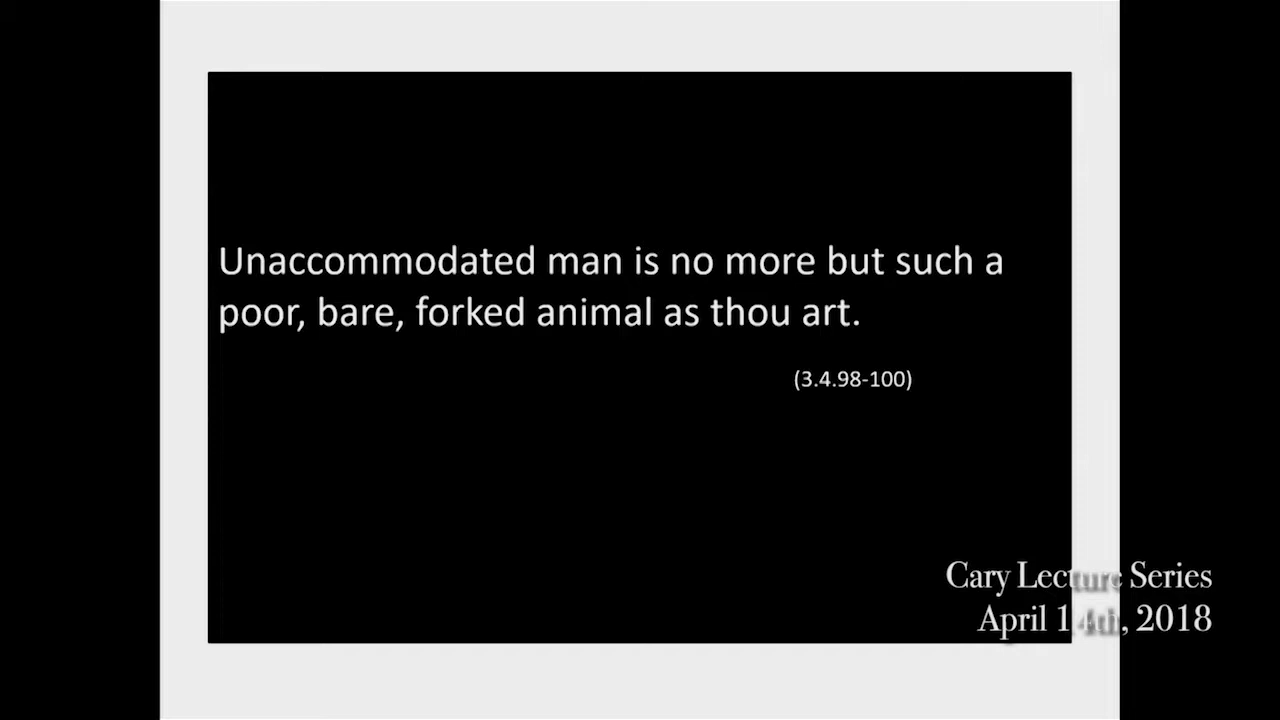 Unaccommodated man is no more but such a
poor, bare, forked animal as thou art.
(3.4.98-100)
Cary Lecture Series
April 14th, 2018